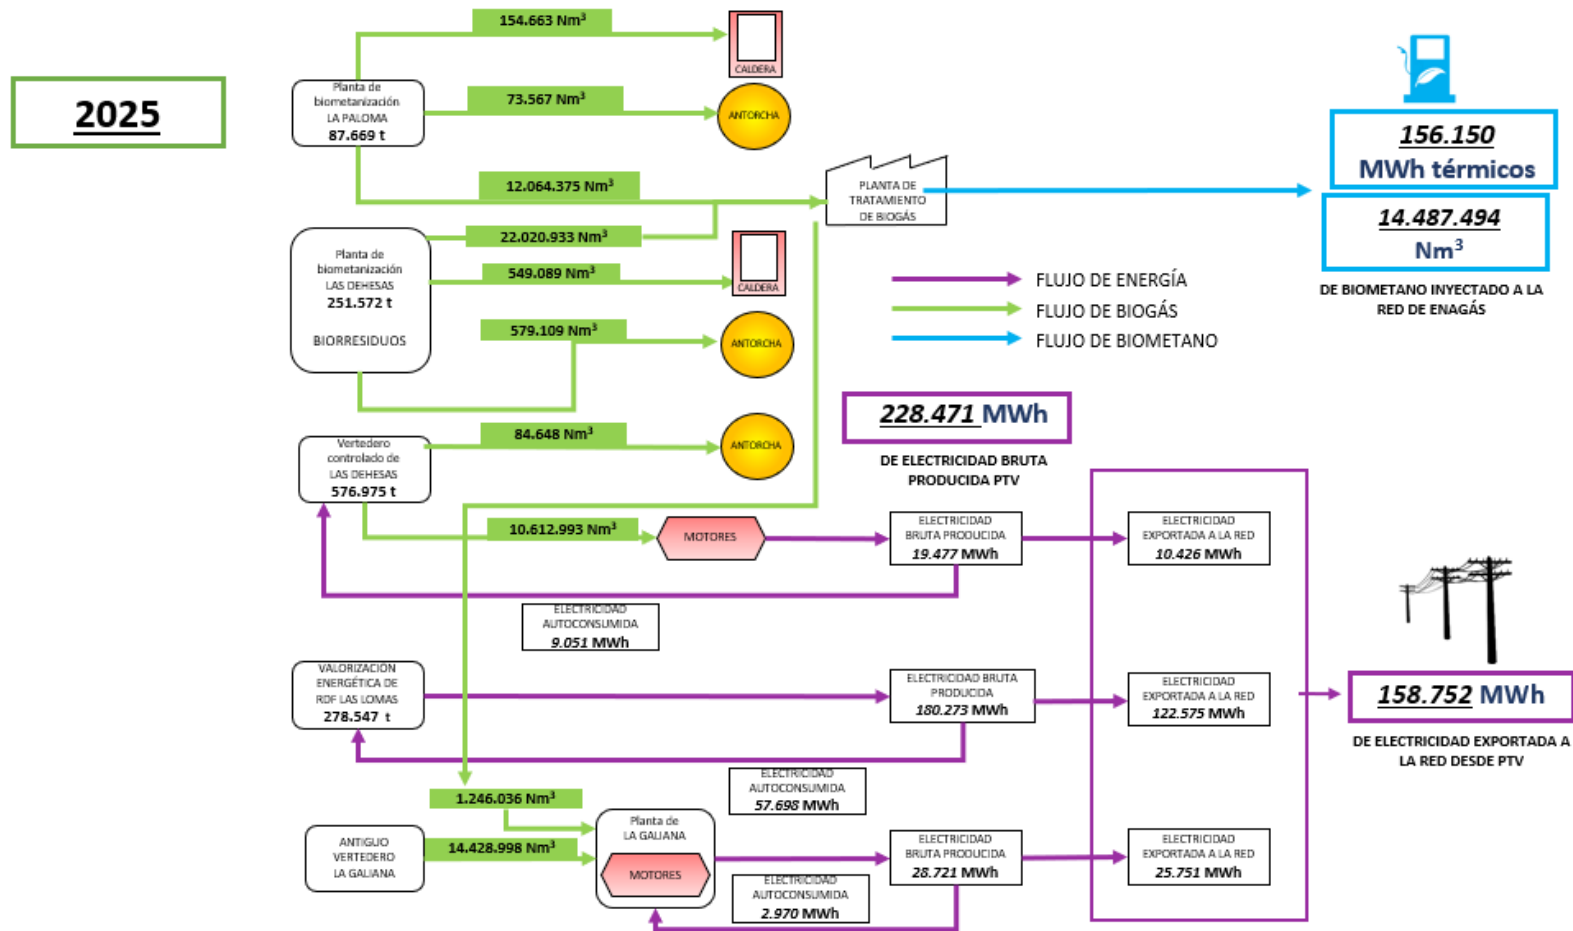 2025
154.663 Nm³
CALDERA
Planta de
biometanización
LA PALOMA
87.669 t
73.567 Nm³
ANTORCHA
12.064.375 Nm³
PLANTA DE
TRATAMIENTO
DE BIOGÁS
156.150
MWh térmicos
14.487.494
Nm³
DE BIOMETANO INYECTADO A LA
RED DE ENAGÁS
22.020.933 Nm³
Planta de
biometanización
LAS DEHESAS
251.572 t
BIORRESIDUOS
549.089 Nm³
CALDERA
579.109 Nm³
ANTORCHA
FLUJO DE ENERGÍA
FLUJO DE BIOGÁS
FLUJO DE BIOMETANO
228.471 MWh
DE ELECTRICIDAD BRUTA
PRODUCIDA PTV
84.648 Nm³
ANTORCHA
Vertedero
controlado de
LAS DEHESAS
576.975 t
10.612.993 Nm³
MOTORES
ELECTRICIDAD
BRUTA PRODUCIDA
19.477 MWh
ELECTRICIDAD
EXPORTADA A LA RED
10.426 MWh
ELECTRICIDAD
AUTOCONSUMIDA
9.051 MWh
VALORIZACIÓN
ENERGÉTICA DE
RDF LAS LOMAS
278.547 t
ELECTRICIDAD BRUTA
PRODUCIDA
180.273 MWh
ELECTRICIDAD
EXPORTADA A LA RED
122.575 MWh
158.752 MWh
DE ELECTRICIDAD EXPORTADA A
LA RED DESDE PTV
ELECTRICIDAD
AUTOCONSUMIDA
57.698 MWh
1.246.036 Nm³
ANTIGUO
VERTEDERO
LA GALIANA
14.428.998 Nm³
Planta de
LA GALIANA
MOTORES
ELECTRICIDAD
BRUTA PRODUCIDA
28.721 MWh
ELECTRICIDAD
EXPORTADA A LA RED
25.751 MWh
ELECTRICIDAD
AUTOCONSUMIDA
2.970 MWh